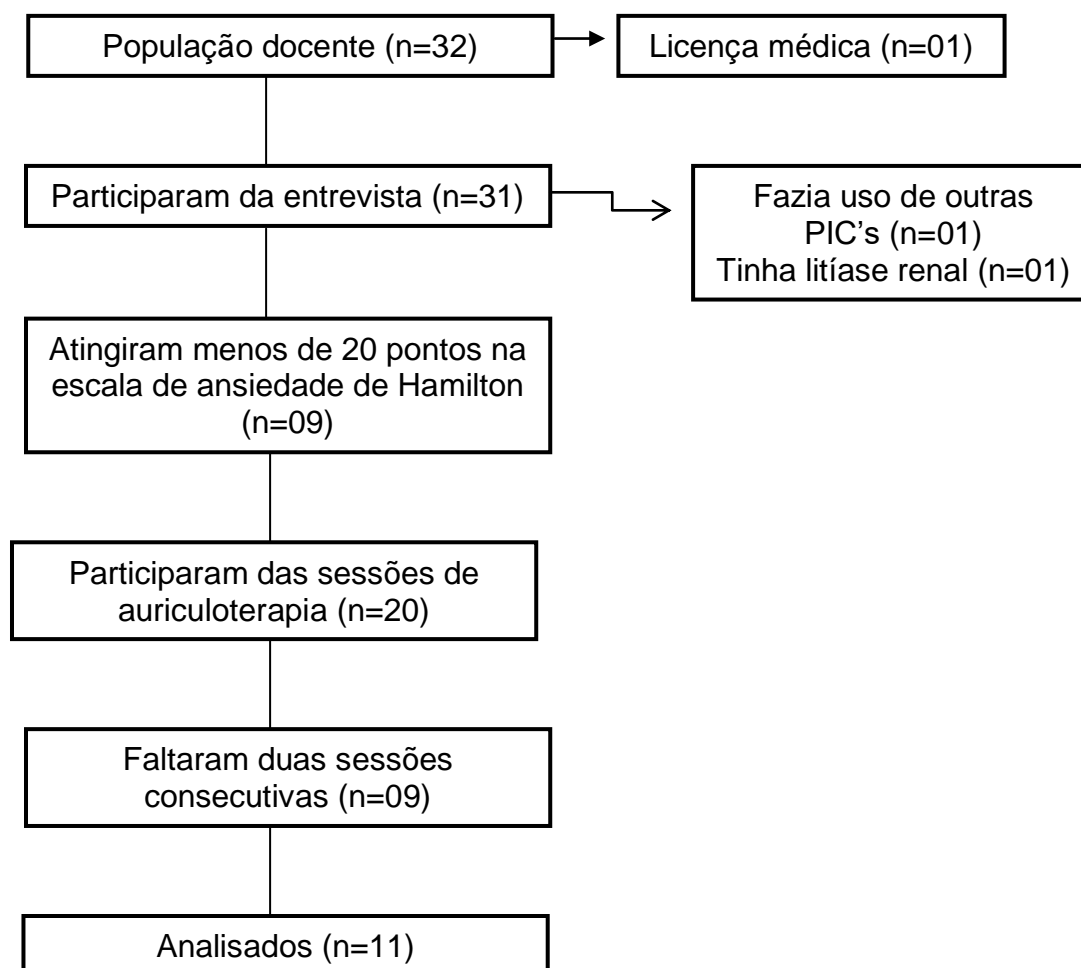 População docente (n=32)
Licença médica (n=01)
Participaram da entrevista (n=31)
Fazia uso de outras
PIC’s (n=01)
Tinha litíase renal (n=01)
Atingiram menos de 20 pontos na
escala de ansiedade de Hamilton
(n=09)
Participaram das sessões de
auriculoterapia (n=20)
Faltaram duas sessões
consecutivas (n=09)
Analisados (n=11)